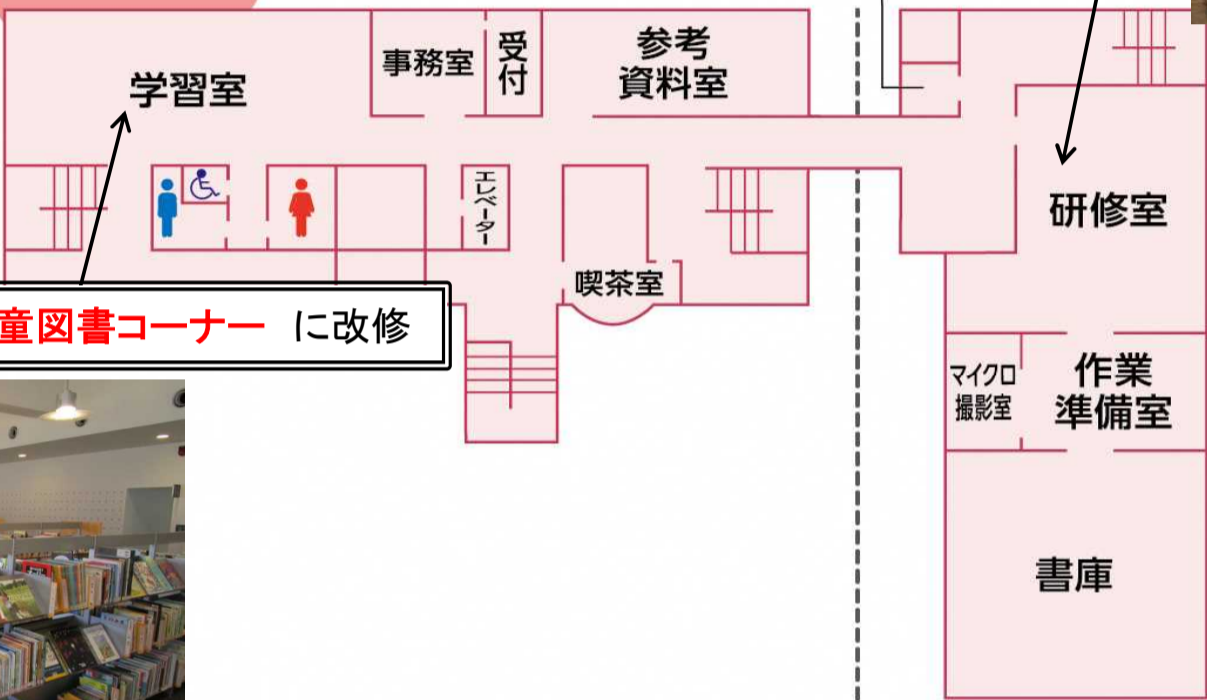 学習室
事務室
受付
参考
資料室
エレベーター
喫茶室
研修室
童図書コーナー に改修
マイクロ
撮影室
作業
準備室
書庫